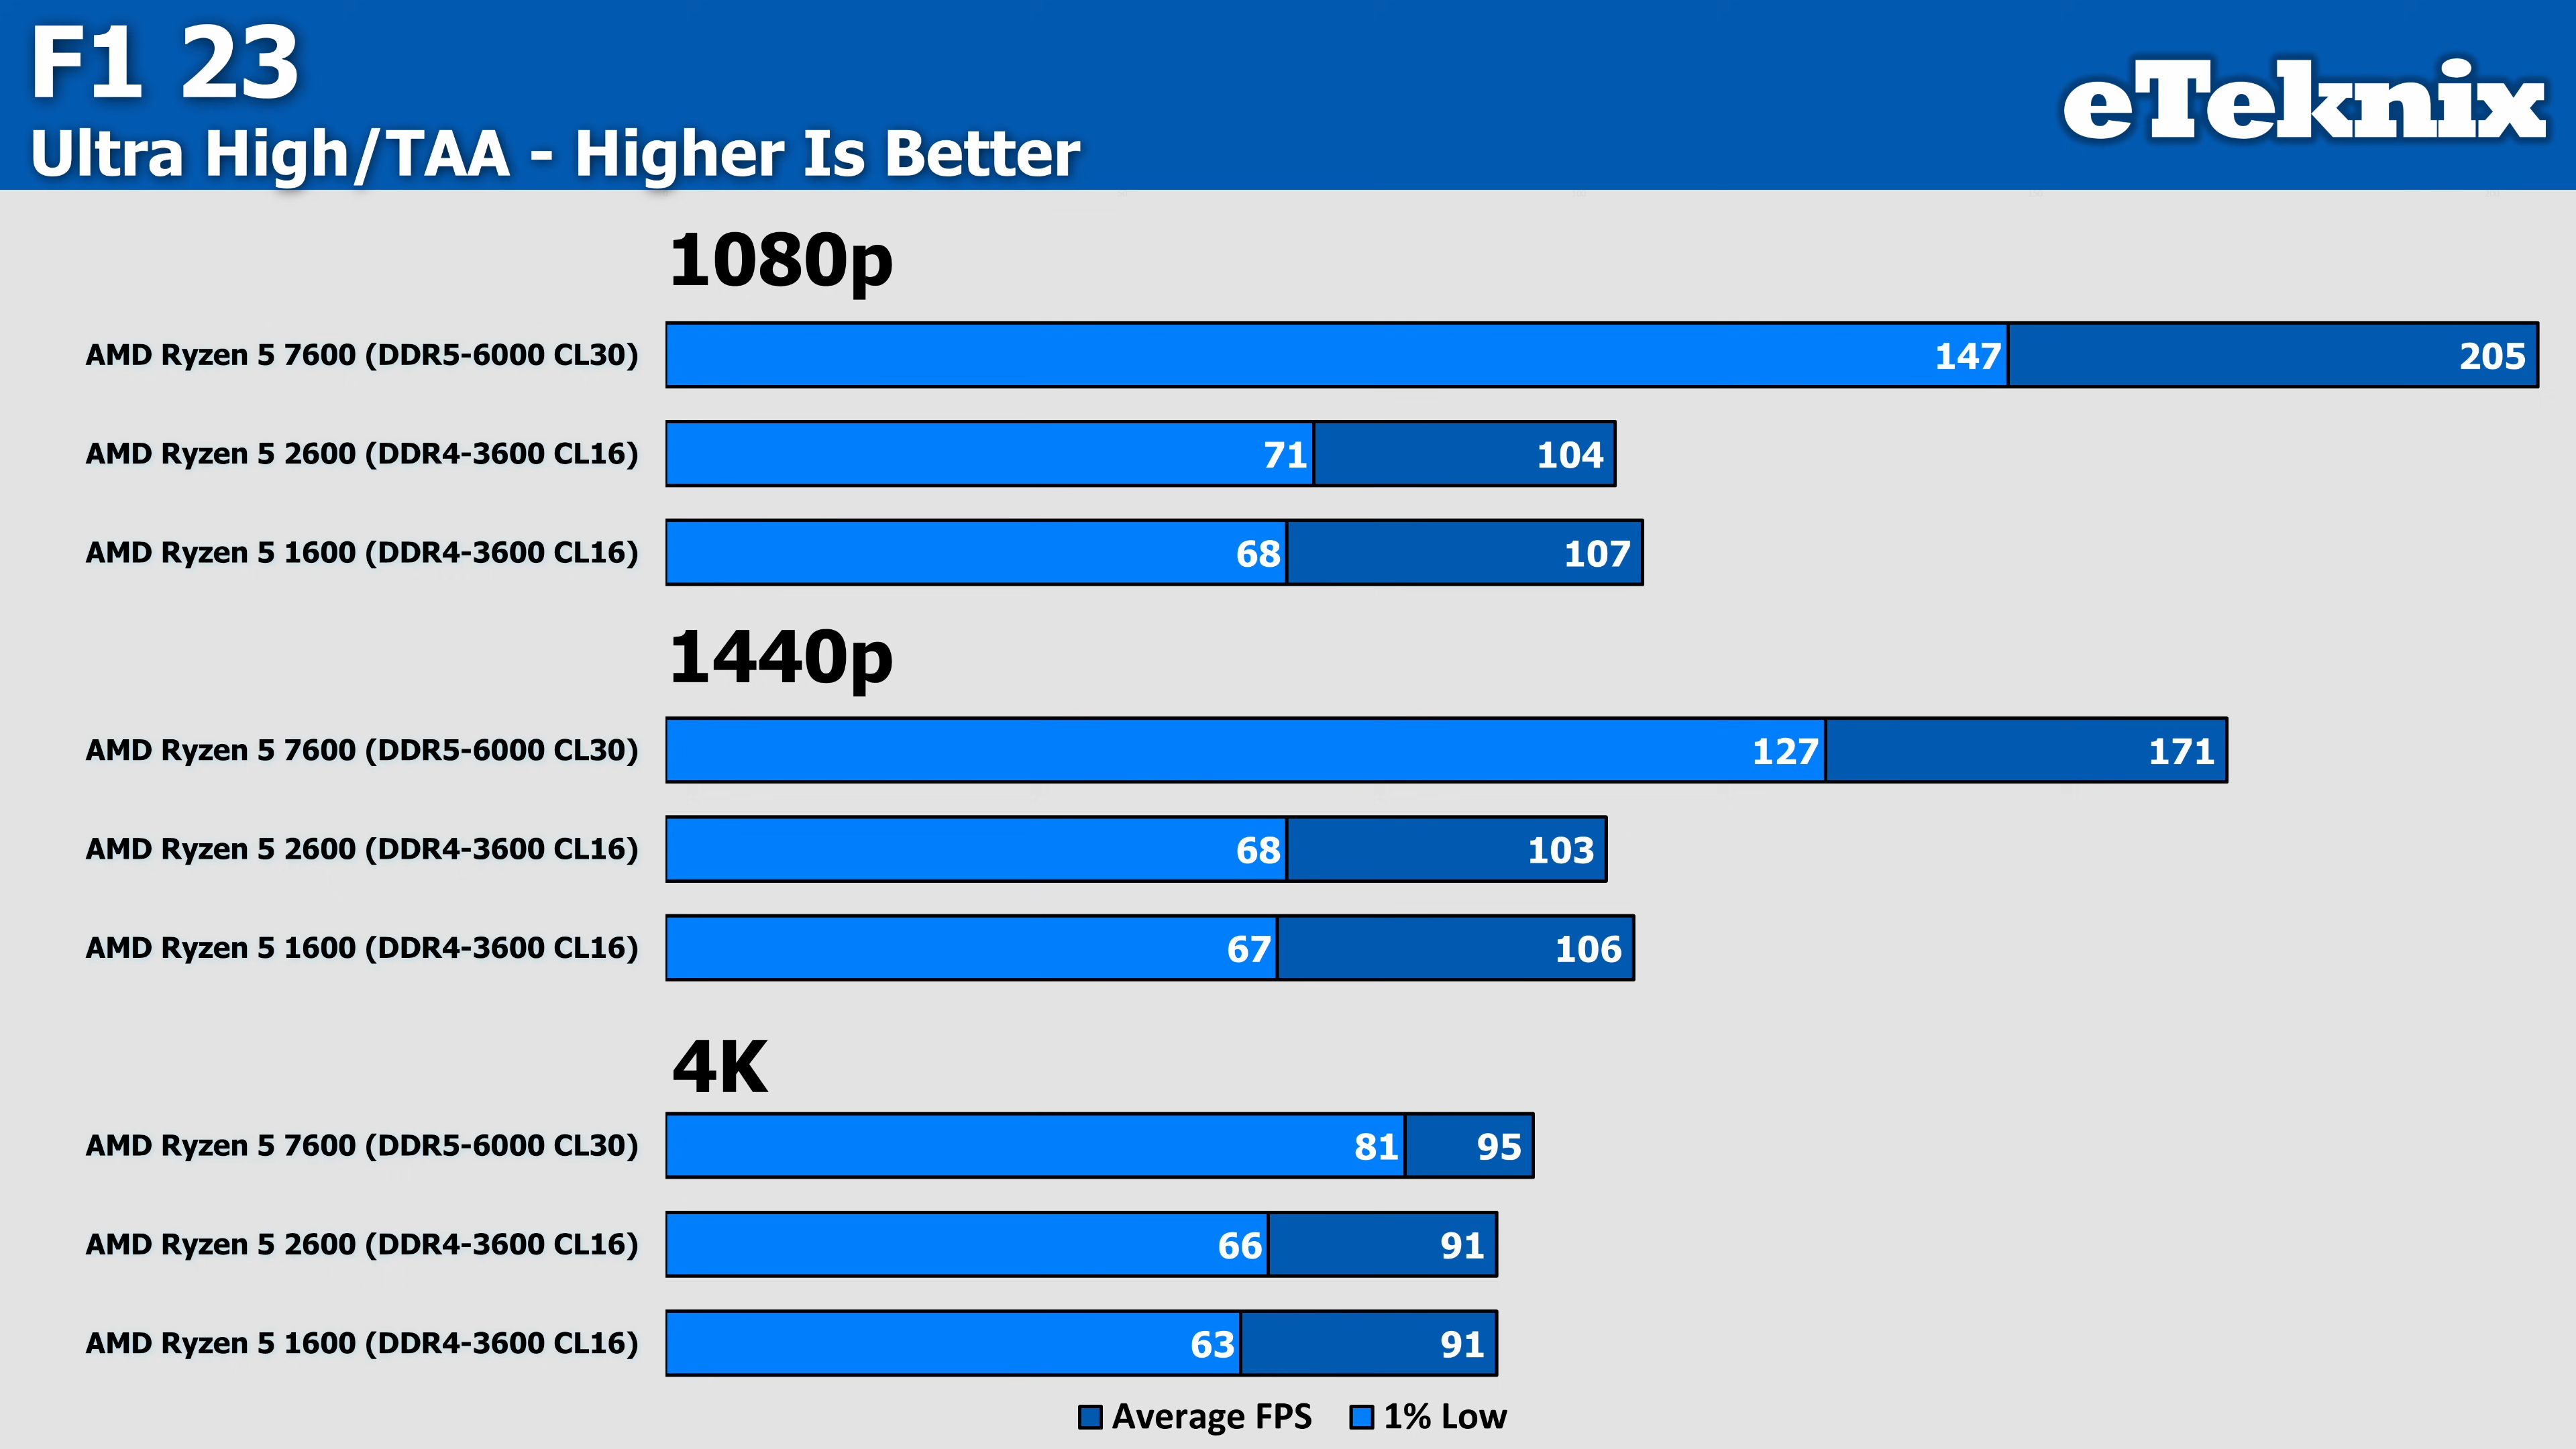 F1 23
eTeknix
Ultra High/TAA - Higher Is Better
1080p
AMD Ryzen 5 7600 (DDR5-6000 CL30) 147 205
AMD Ryzen 5 2600 (DDR4-3600 CL16) 71 104
AMD Ryzen 5 1600 (DDR4-3600 CL16) 68 107
1440p
AMD Ryzen 5 7600 (DDR5-6000 CL30) 127 171
AMD Ryzen 5 2600 (DDR4-3600 CL16) 68 103
AMD Ryzen 5 1600 (DDR4-3600 CL16) 67 106
4K
AMD Ryzen 5 7600 (DDR5-6000 CL30) 81 95
AMD Ryzen 5 2600 (DDR4-3600 CL16) 66 91
AMD Ryzen 5 1600 (DDR4-3600 CL16) 63 91
Average FPS 1% Low